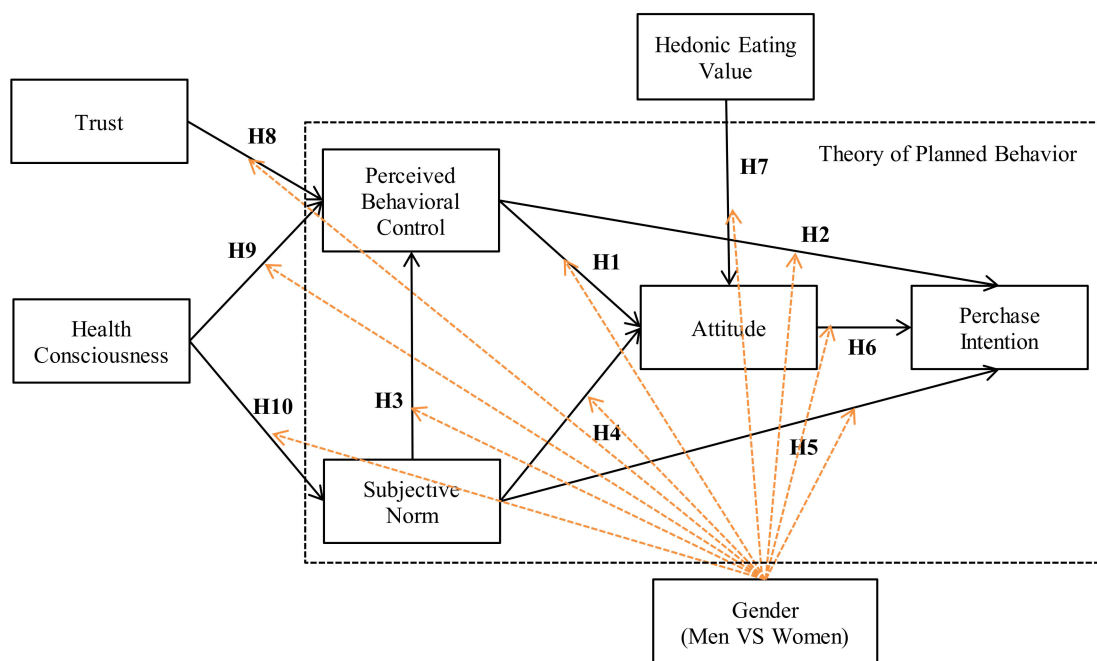 Hedonic Eating
Value
Trust
H8
Theory of Planned Behavior
H7
Perceived
Behavioral
Control
H2
H9
H1
Health
Consciousness
Attitude
Perchase
Intention
H6
H10
H3
H4
H5
Subjective
Norm
Gender
(Men VS Women)